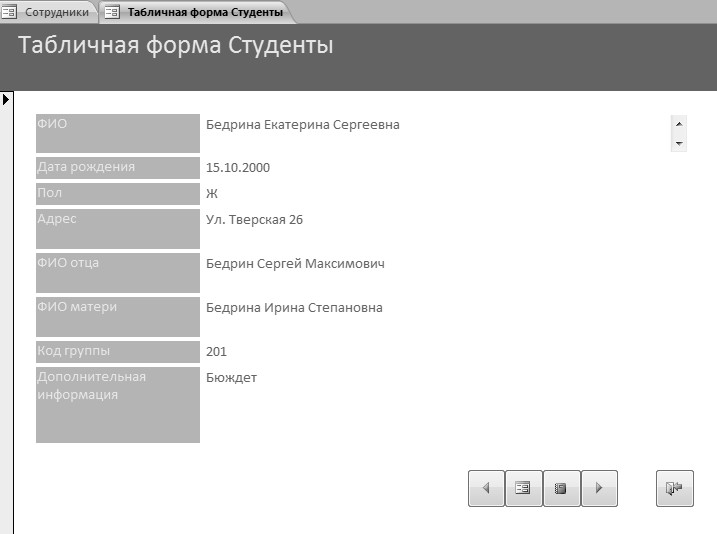 Сотрудники
Табличная форма Студенты
Табличная форма Студенты
ФИО
Бедрина Екатерина Сергеевна
Дата рождения
15.10.2000
Пол
Ж
Адрес
Ул. Тверская 26
ФИО отца
Бедрин Сергей Максимович
ФИО матери
Бедрина Ирина Степановна
Код группы
201
Дополнительная
информация
Бюждет